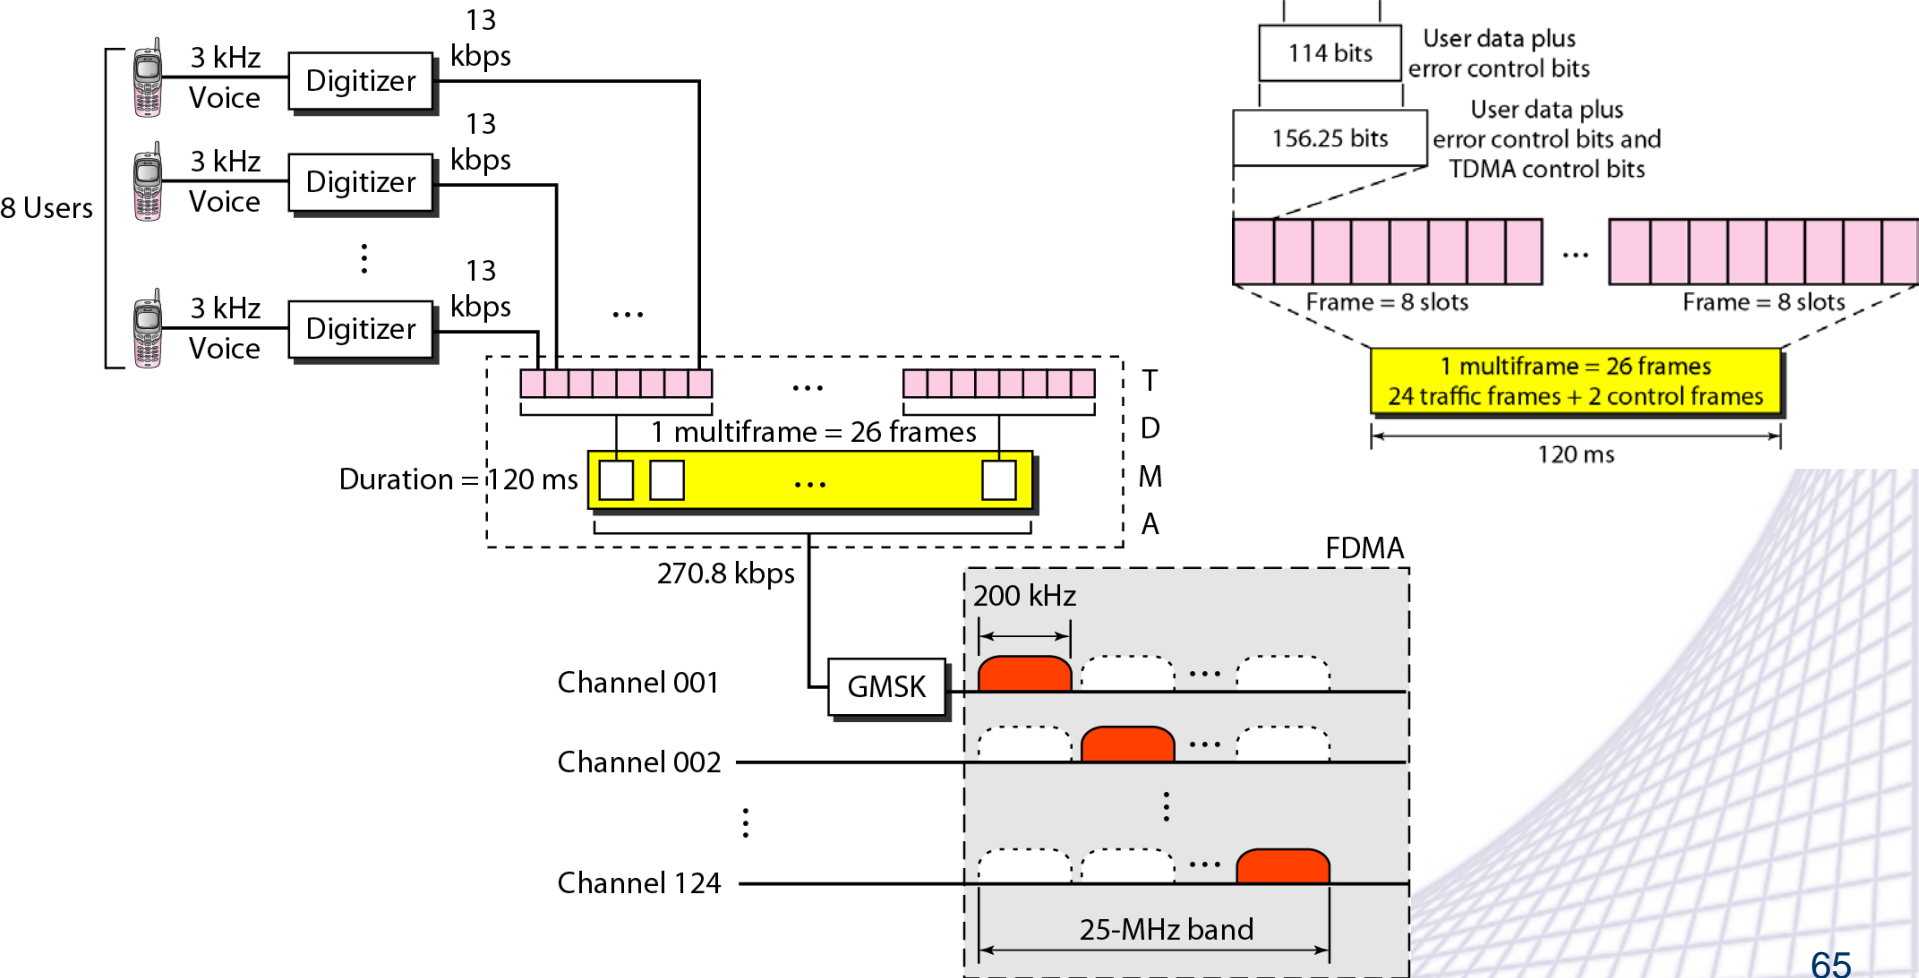 13
kbps
3 kHz
Voice
Digitizer
13
kbps
3 kHz
Voice
Digitizer
8 Users
⋮
13
kbps
3 kHz
Voice
Digitizer
...
...
T
D
M
A
1 multiframe = 26 frames
Duration = 120 ms
...
270.8 kbps
114 bits
User data plus
error control bits
156.25 bits
User data plus
error control bits and
TDMA control bits
...
Frame = 8 slots
Frame = 8 slots
1 multiframe = 26 frames
24 traffic frames + 2 control frames
120 ms
FDMA
200 kHz
Channel 001
GMSK
...
Channel 002
...
⋮
⋮
Channel 124
...
25-MHz band
65